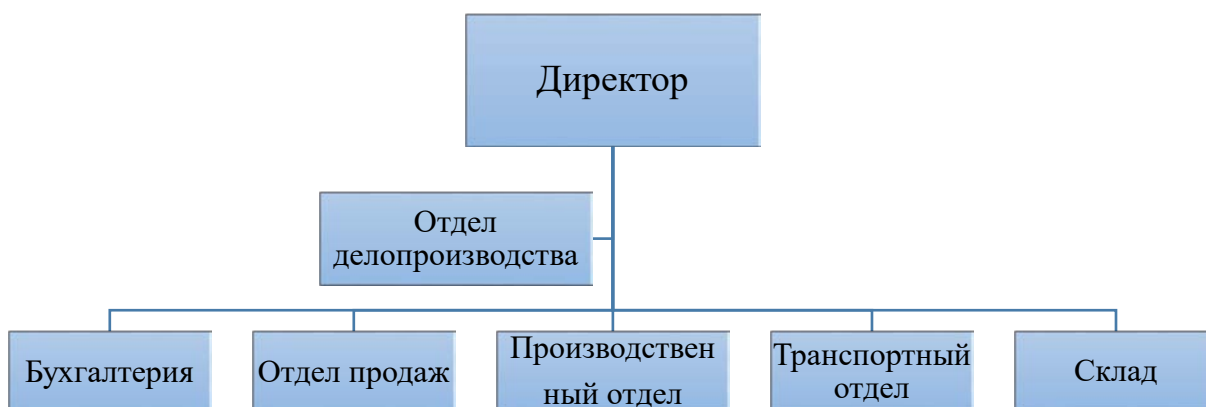 Директор
Отдел
делопроизводства
Бухгалтерия
Отдел продаж
Производствен
ный отдел
Транспортный
отдел
Склад